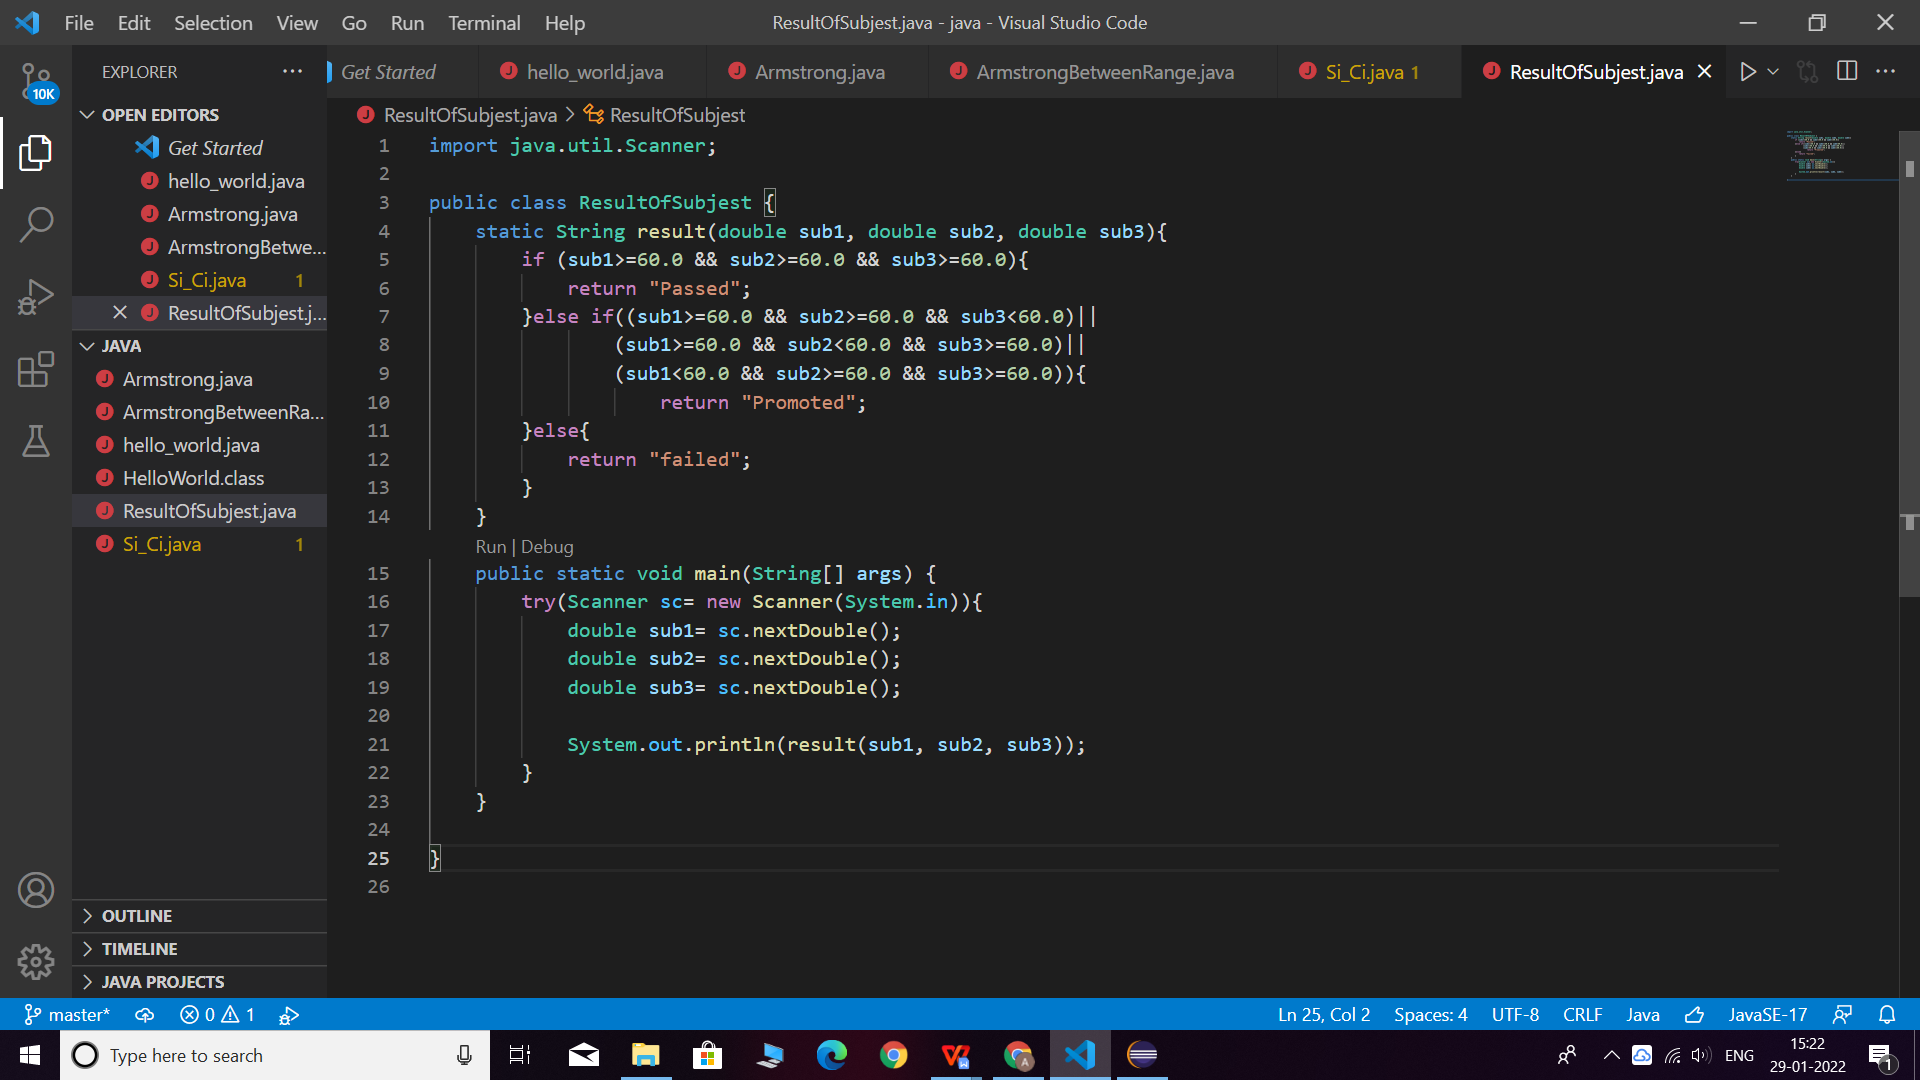 File Edit Selection View Go Run Terminal Help
ResultOfSubjest.java - java - Visual Studio Code
10K
EXPLORER ···
Get Started
hello_world.java
Armstrong.java
ArmstrongBetweenRange.java
Si_Ci.java 1
ResultOfSubjest.java
OPEN EDITORS
Get Started
hello_world.java
Armstrong.java
ArmstrongBetwe...
Si_Ci.java 1
ResultOfSubjest.j...
JAVA
Armstrong.java
ArmstrongBetweenRa...
hello_world.java
HelloWorld.class
ResultOfSubjest.java
Si_Ci.java 1
OUTLINE
TIMELINE
JAVA PROJECTS
ResultOfSubjest.java > ResultOfSubjest
1 import java.util.Scanner;
2
3 public class ResultOfSubjest {
4 static String result(double sub1, double sub2, double sub3){
5 if (sub1>=60.0 && sub2>=60.0 && sub3>=60.0){
6 return "Passed";
7 }else if((sub1>=60.0 && sub2>=60.0 && sub3<60.0)||
8 (sub1>=60.0 && sub2<60.0 && sub3>=60.0)||
9 (sub1<60.0 && sub2>=60.0 && sub3>=60.0)){
10 return "Promoted";
11 }else{
12 return "failed";
13 }
14 }
Run | Debug
15 public static void main(String[] args) {
16 try(Scanner sc= new Scanner(System.in)){
17 double sub1= sc.nextDouble();
18 double sub2= sc.nextDouble();
19 double sub3= sc.nextDouble();
20
21 System.out.println(result(sub1, sub2, sub3));
22 }
23 }
24
25 }
26
master* 0 1 Ln 25, Col 2 Spaces: 4 UTF-8 CRLF Java JavaSE-17
Type here to search
ENG
15:22
29-01-2022
1